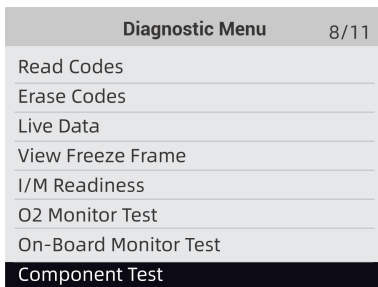 Diagnostic Menu 8/11
Read Codes
Erase Codes
Live Data
View Freeze Frame
I/M Readiness
O2 Monitor Test
On-Board Monitor Test
Component Test